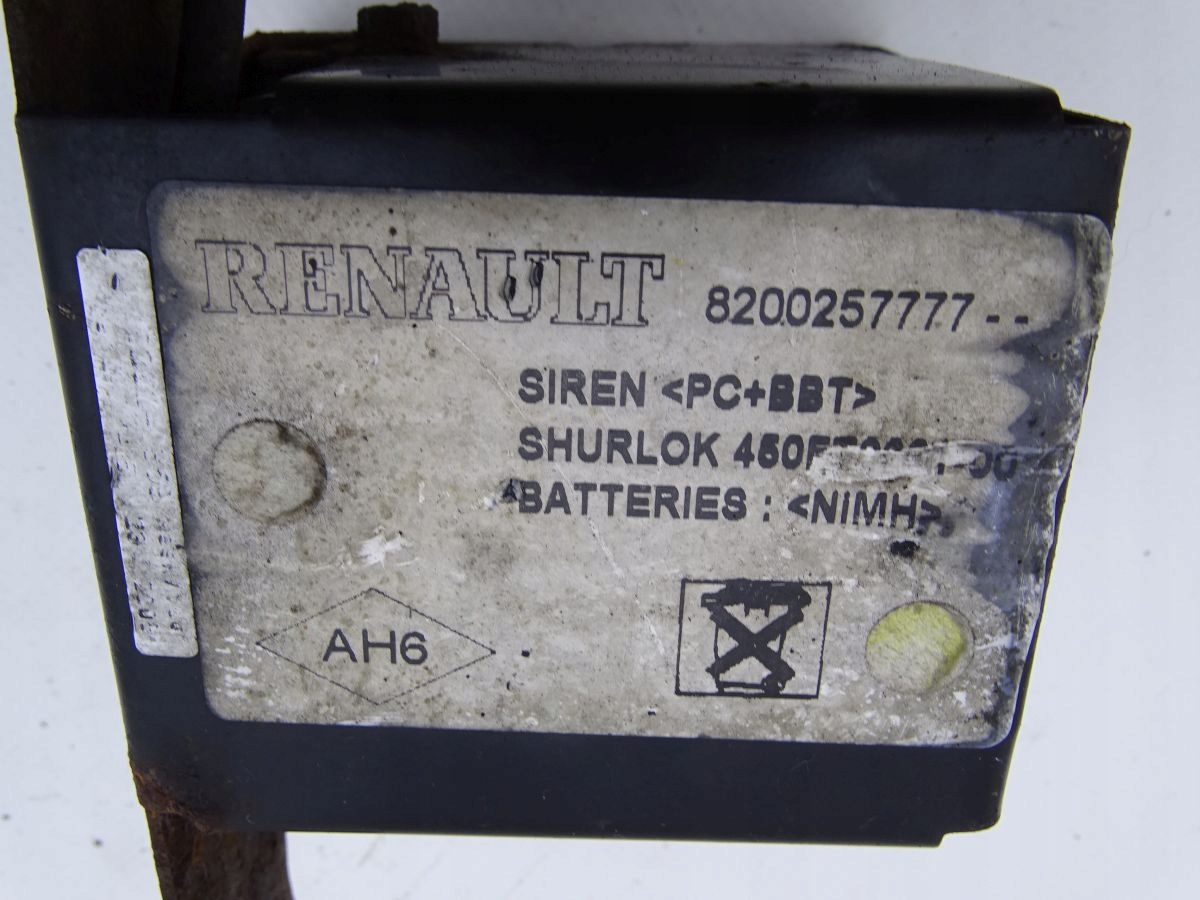 RENAULT 8200257777--
SIREN <PC+BBT>
SHURLOK
BATTERIES : <NiMH>
AH6